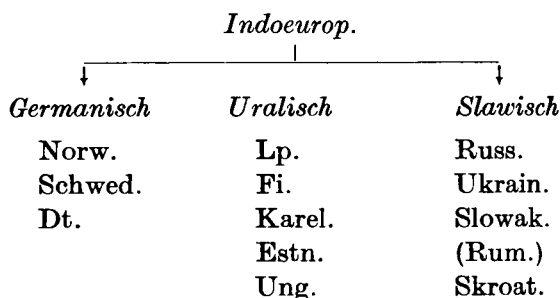 Indoeurop.
Germanisch Uralisch Slawisch
Norw. Lp. Russ.
Schwed. Fi. Ukrain.
Dt. Karel. Slowak.
Estn. (Rum.)
Ung. Skroat.